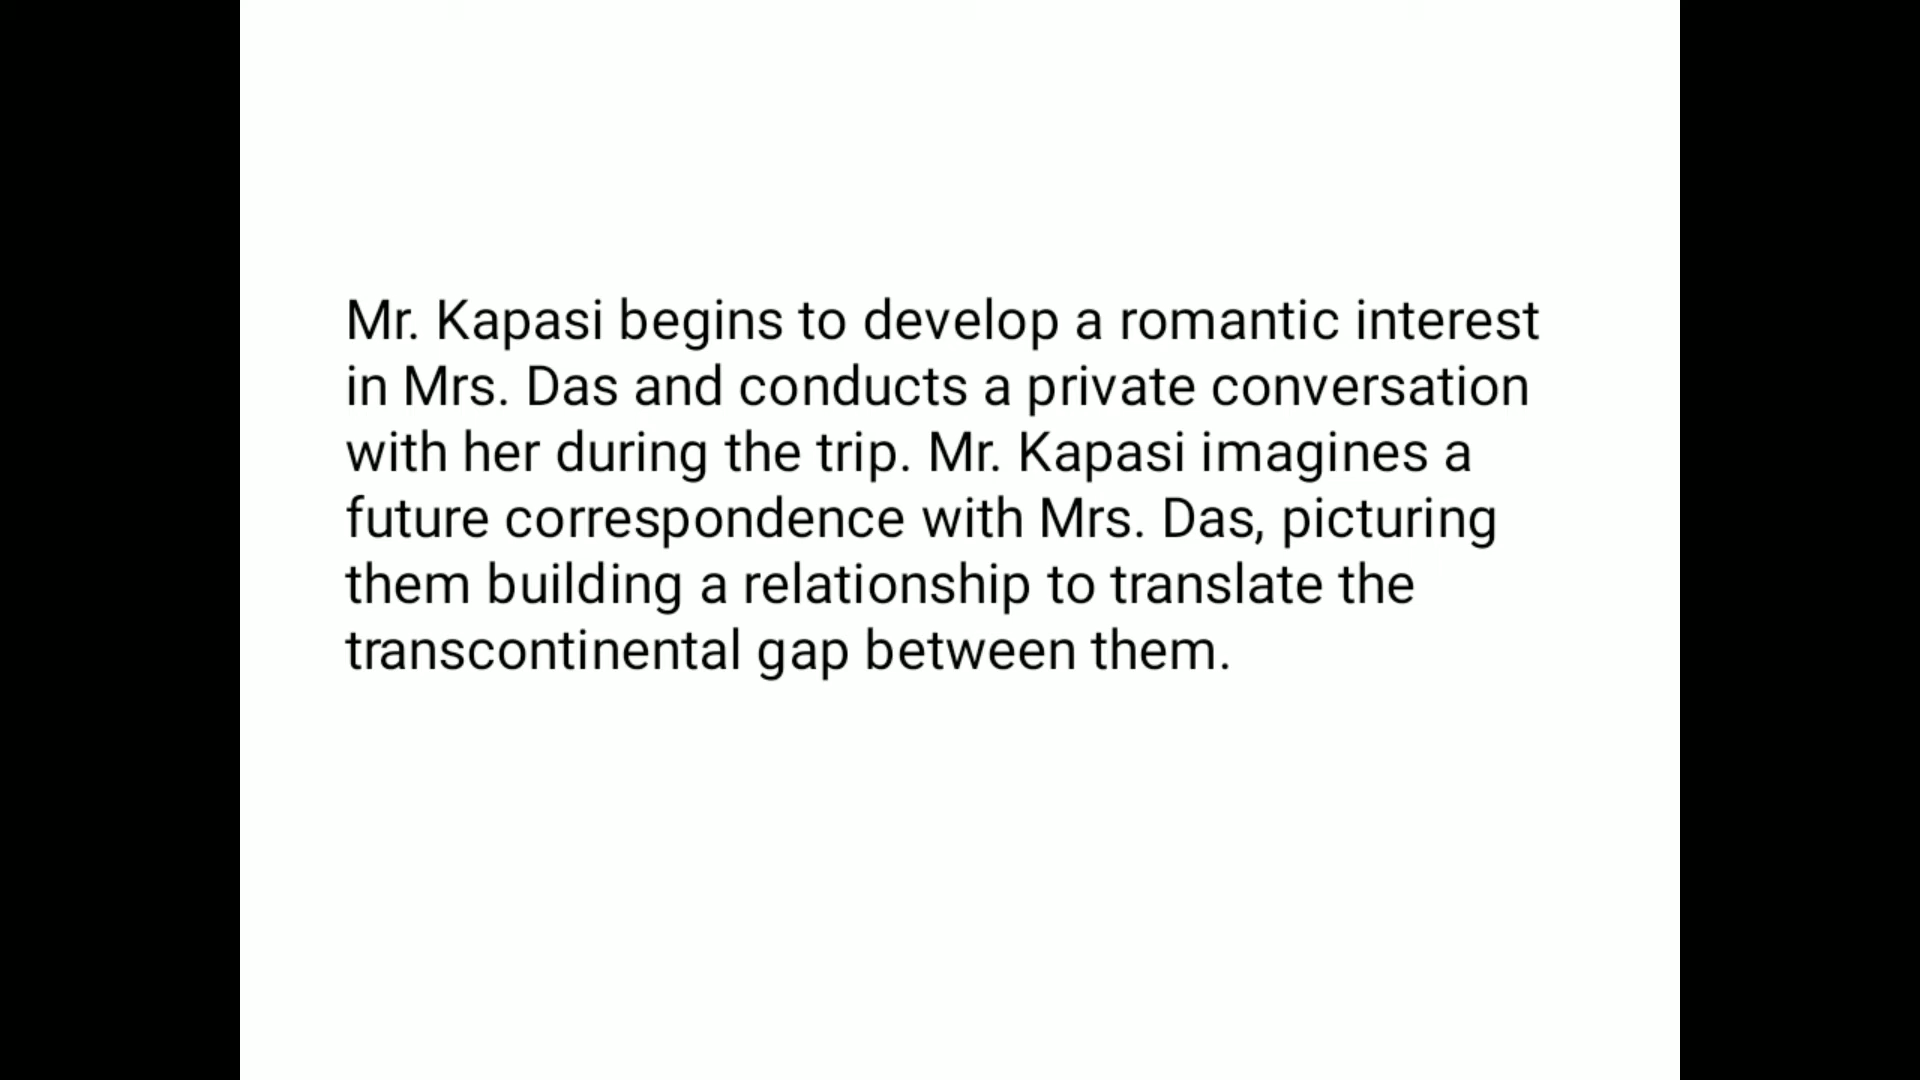 Mr. Kapasi begins to develop a romantic interest
in Mrs. Das and conducts a private conversation
with her during the trip. Mr. Kapasi imagines a
future correspondence with Mrs. Das, picturing
them building a relationship to translate the
transcontinental gap between them.